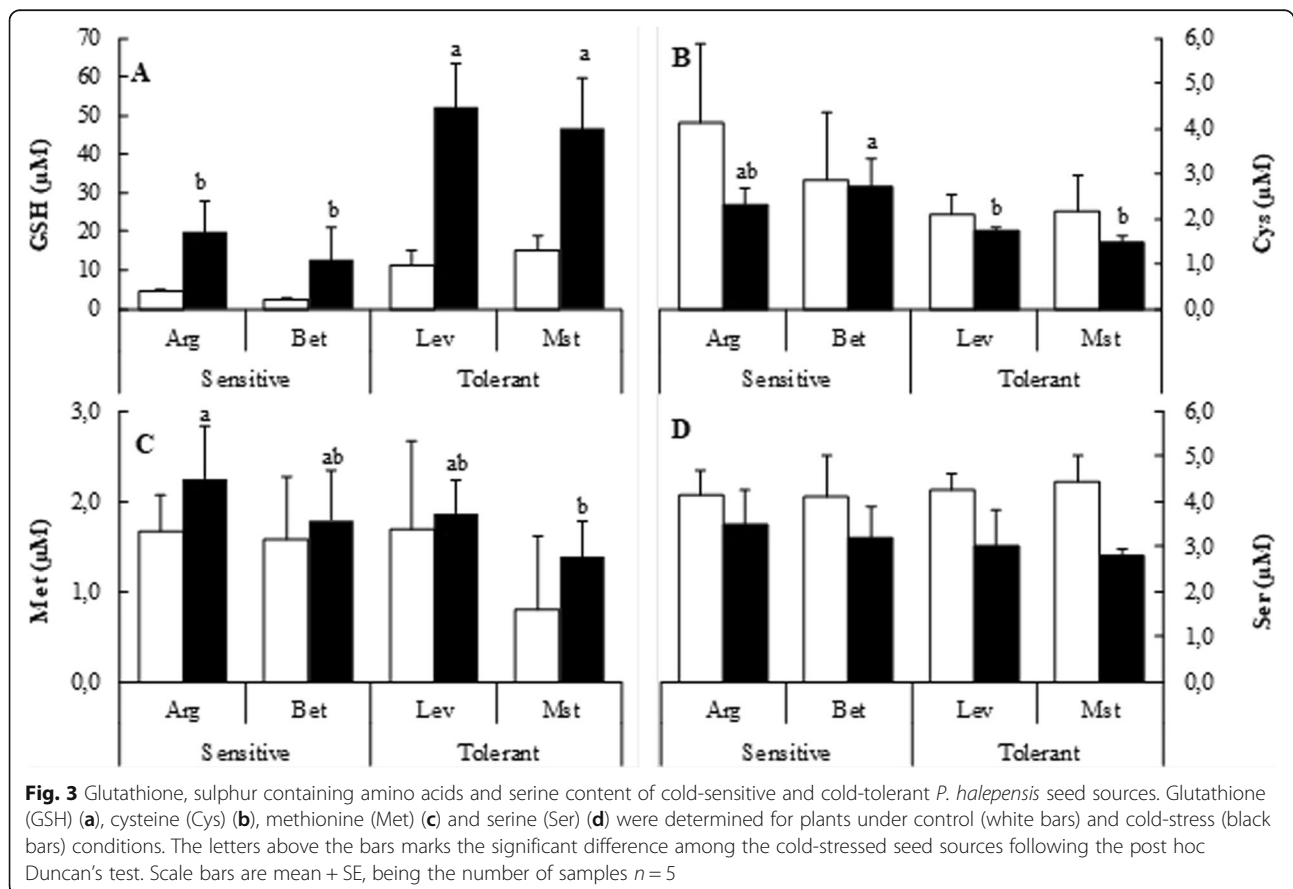 70
60
50
40
30
20
10
0
GSH (µM)
A
b
b
a
a
Arg Bet Lev Mst
Sensitive Tolerant
B
ab
a
b
b
6,0
5,0
4,0
3,0
2,0
1,0
0,0
Cys (µM)
Arg Bet Lev Mst
Sensitive Tolerant
3,0
2,0
1,0
0,0
Met (µM)
C
a
ab
ab
b
Arg Bet Lev Mst
Sensitive Tolerant
D
6,0
5,0
4,0
3,0
2,0
1,0
0,0
Ser (µM)
Arg Bet Lev Mst
Sensitive Tolerant
Fig. 3 Glutathione, sulphur containing amino acids and serine content of cold-sensitive and cold-tolerant P. halepensis seed sources. Glutathione
(GSH) (a), cysteine (Cys) (b), methionine (Met) (c) and serine (Ser) (d) were determined for plants under control (white bars) and cold-stress (black
bars) conditions. The letters above the bars marks the significant difference among the cold-stressed seed sources following the post hoc
Duncan's test. Scale bars are mean + SE, being the number of samples n = 5